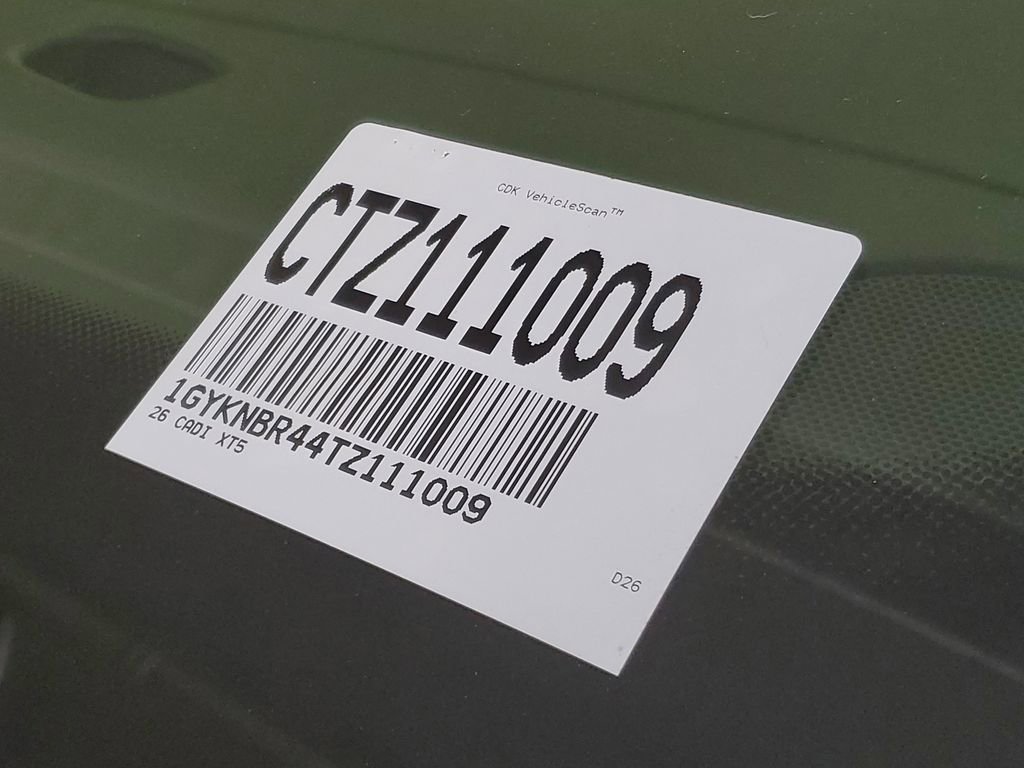 CDK VehicleScan™
CTZ111009
1GYKNBR44TZ111009
26 CADI XT5
D26